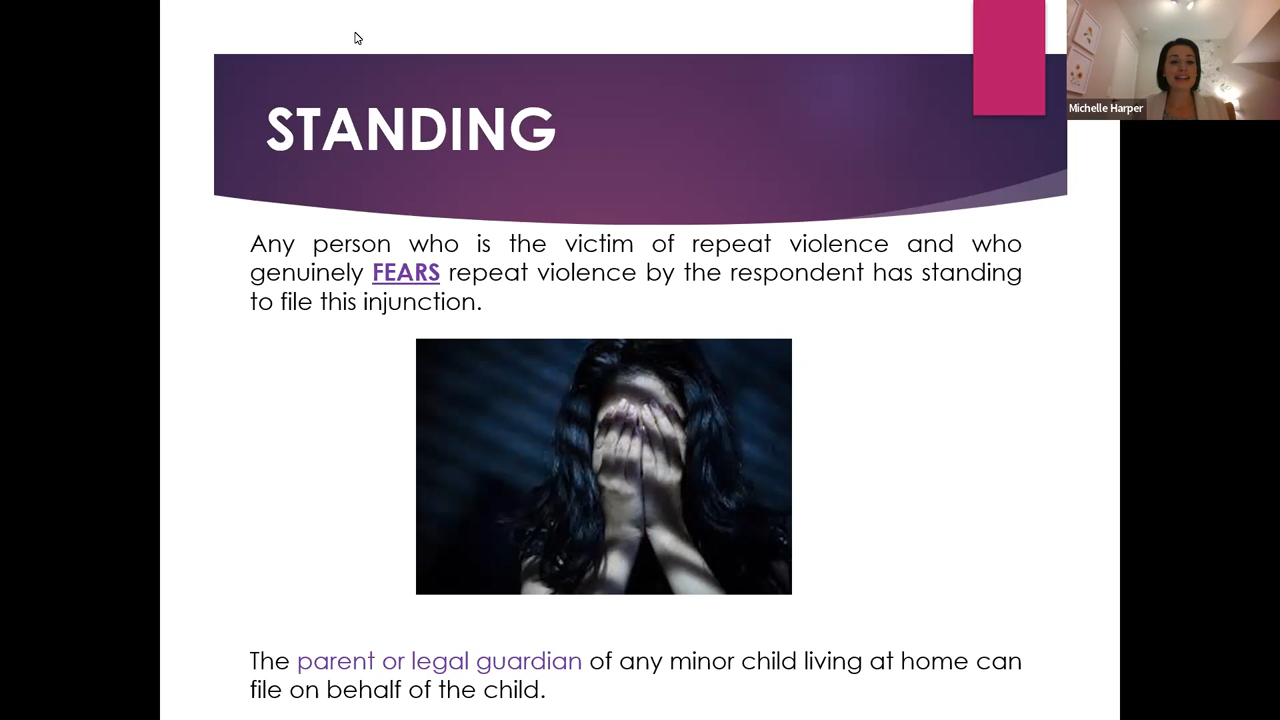 STANDING
Michelle Harper
Any person who is the victim of repeat violence and who
genuinely FEARS repeat violence by the respondent has standing
to file this injunction.
The parent or legal guardian of any minor child living at home can
file on behalf of the child.